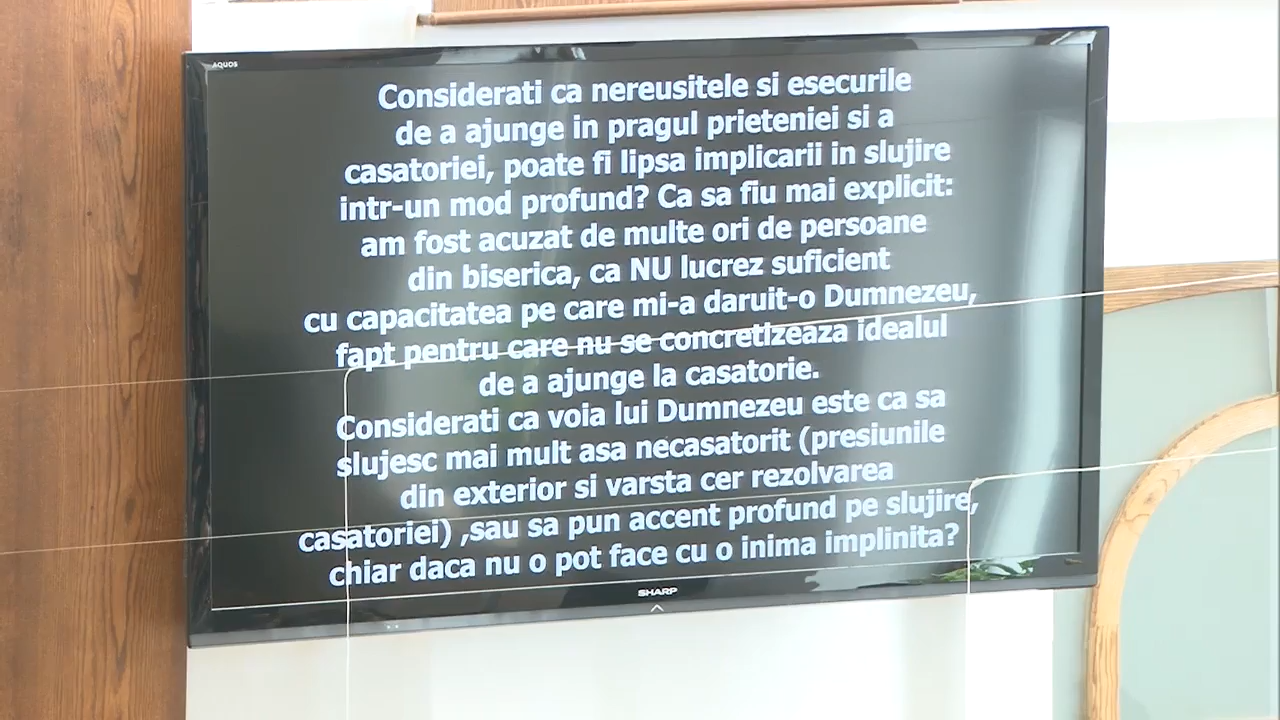 AQUOS
Considerati ca nereusitele si esecurile
de a ajunge in pragul prieteniei si a
casatoriei, poate fi lipsa implicarii in slujire
intr-un mod profund? Ca sa fiu mai explicit:
am fost acuzat de multe ori de persoane
din biserica, ca NU lucrez suficient
cu capacitatea pe care mi-a daruit-o Dumnezeu,
fapt pentru care nu se concretizeaza idealul
de a ajunge la casatorie.
Considerati ca voia lui Dumnezeu este ca sa
slujesc mai mult asa necasatorit (presiunile
din exterior si varsta cer rezolvarea
casatoriei) ,sau sa pun accent profund pe slujire,
chiar daca nu o pot face cu o inima implinita?
SHARP